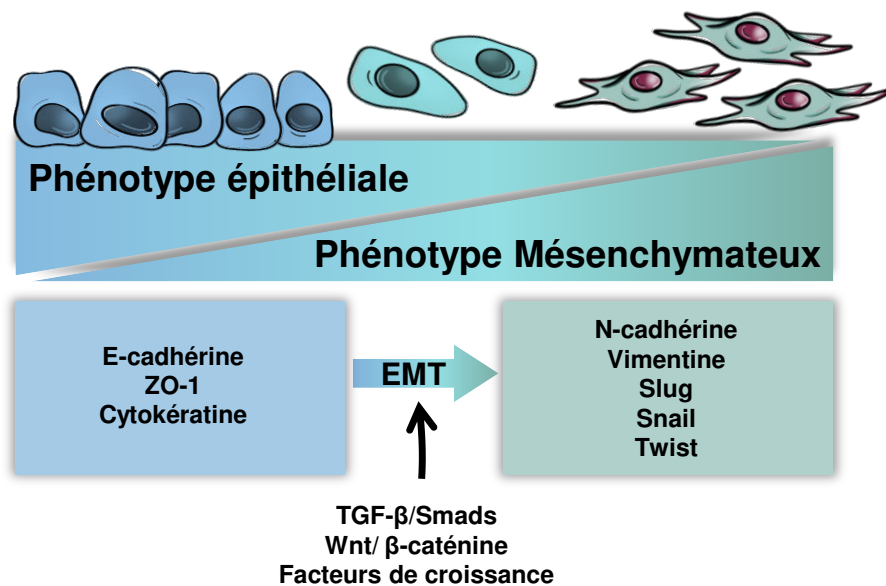 Phénotype épithéliale
Phénotype Mésenchymateux
E-cadhérine
ZO-1
Cytokératine
EMT
N-cadhérine
Vimentine
Slug
Snail
Twist
TGF-β/Smads
Wnt/ β-caténine
Facteurs de croissance